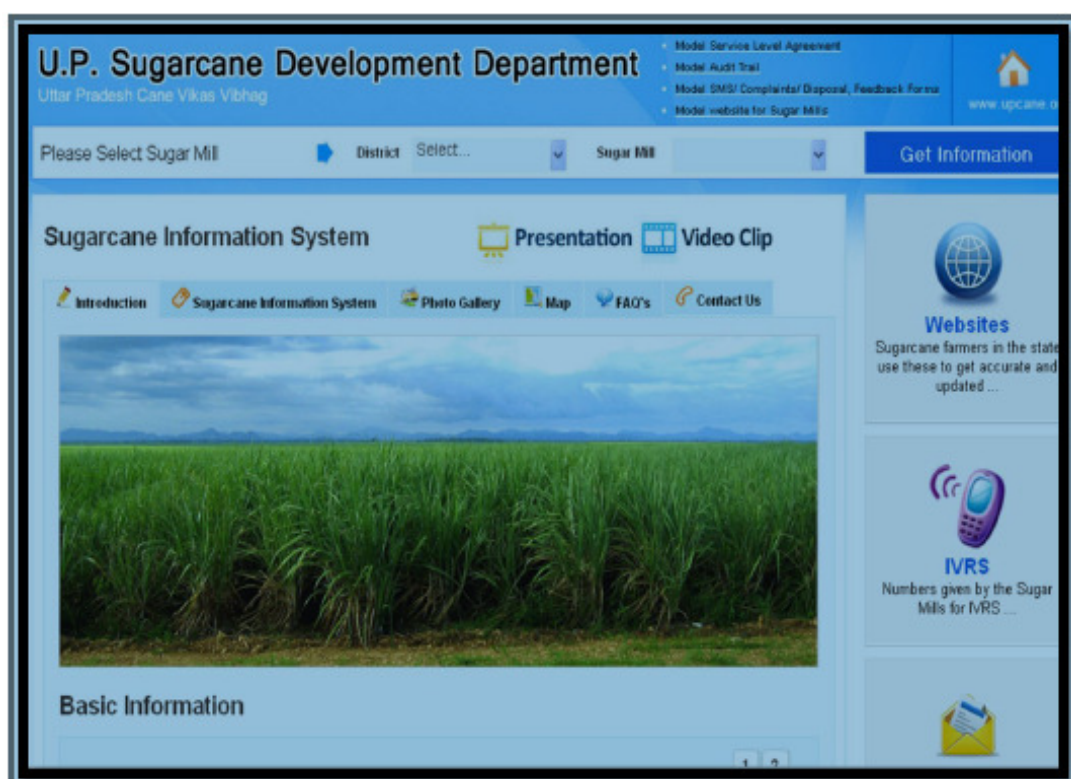 U.P. Sugarcane Development Department
Uttar Pradesh Cane Vikas Vibhag
Model Service Level Agreement
Model Audit Trail
Model SMS/ Complaints/ Disposal, Feedback Forms
Model website for Sugar Mills
www.upcane.o
Please Select Sugar Mill District Select... Sugar Mill Get Information
Sugarcane Information System Presentation Video Clip
Introduction Sugarcane Information System Photo Gallery Map FAQ's Contact Us
Websites
Sugarcane farmers in the state
use these to get accurate and
updated ...
IVRS
Numbers given by the Sugar
Mills for IVRS ...
Basic Information
1 2